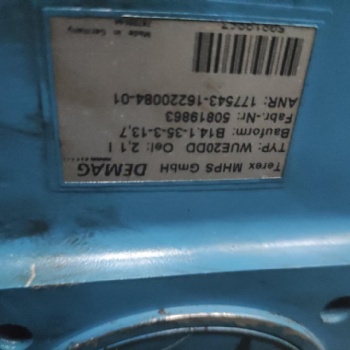 Terex MHPS GmbH DEMAG
TYP: WUE20DD Oel: 2,1 l
Bauform: B14.1-35-3-13,7
Fabr.-Nr: 50819863
ANR: 177543-16220084-01
Made in Germany